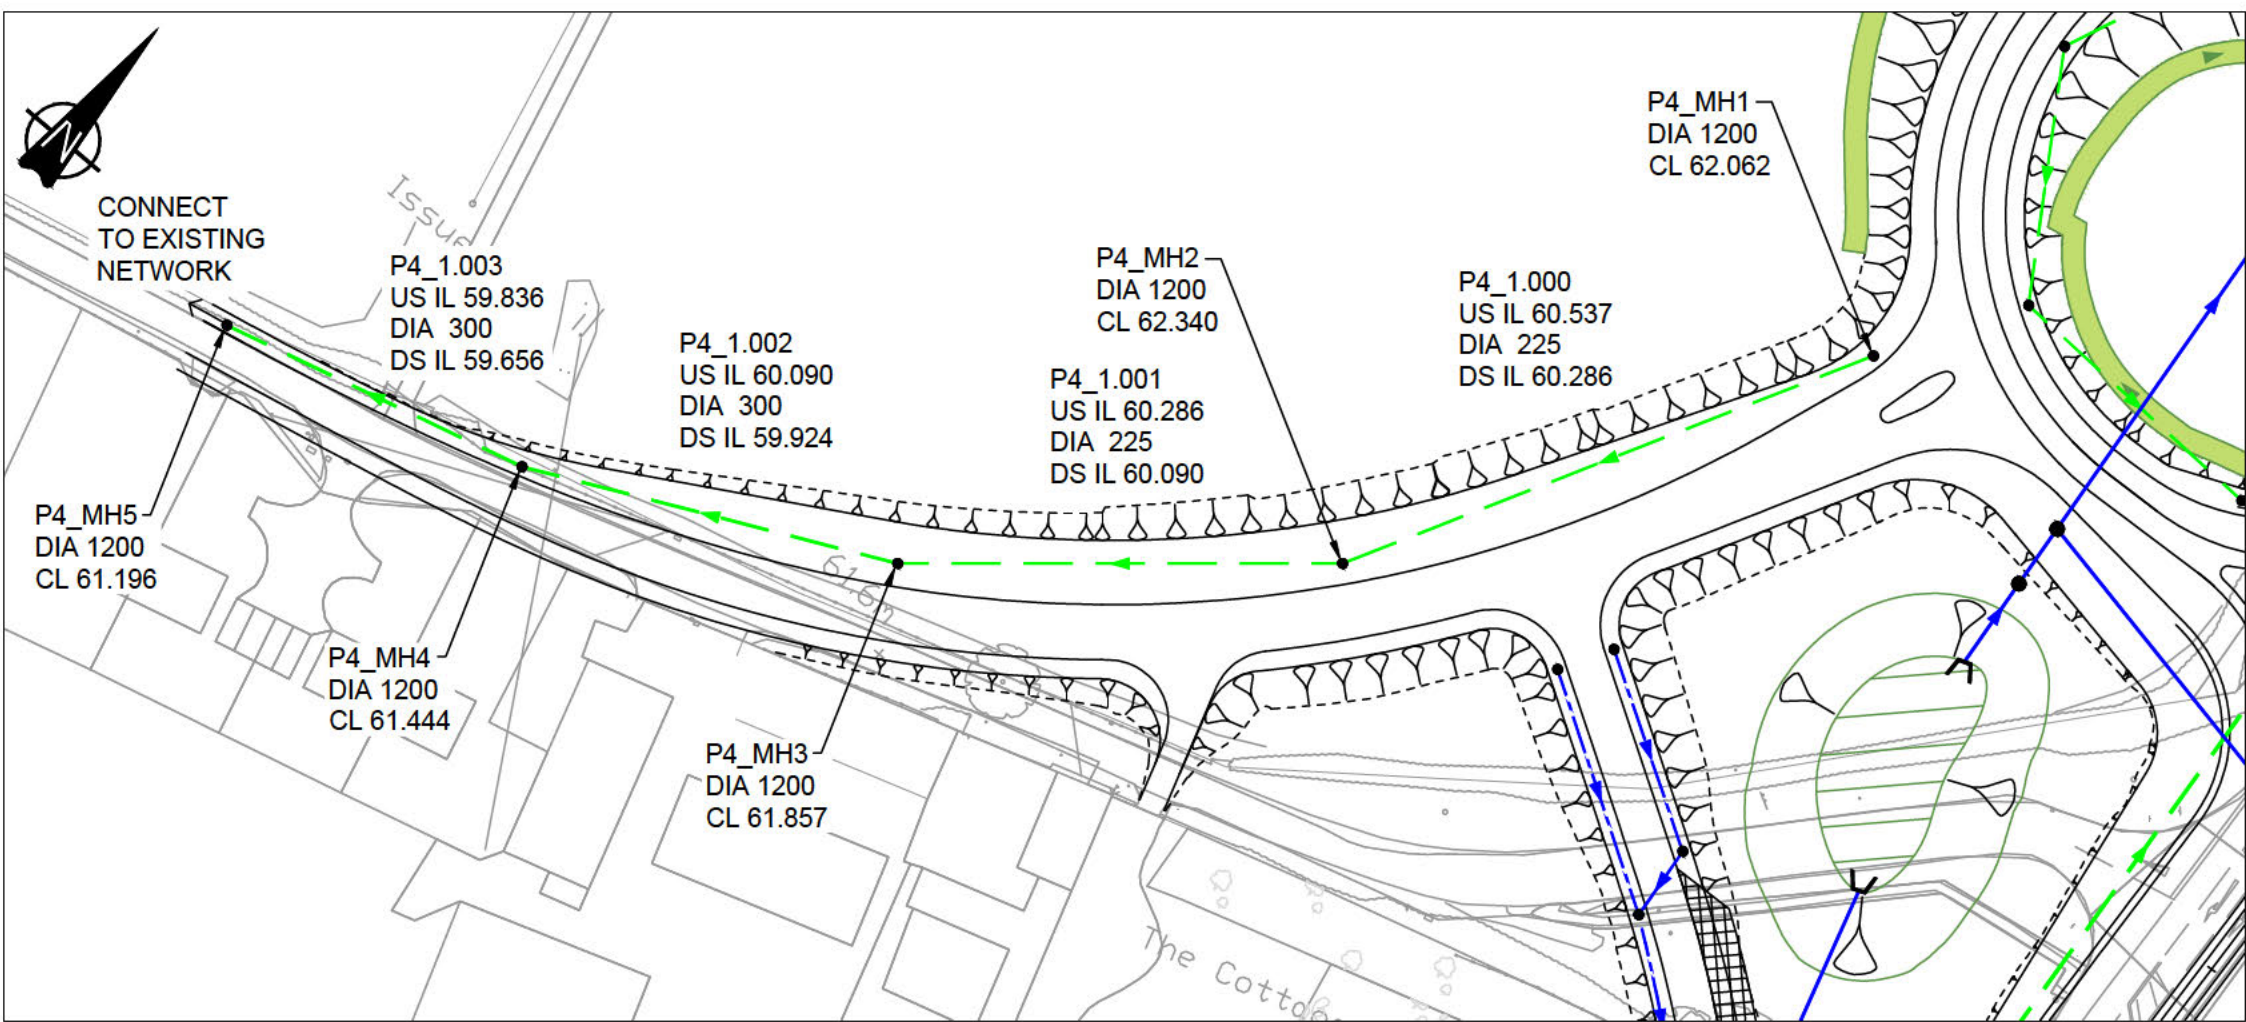 N
CONNECT
TO EXISTING
NETWORK
Issue
P4_1.003
US IL 59.836
DIA 300
DS IL 59.656
P4_1.002
US IL 60.090
DIA 300
DS IL 59.924
P4_MH2
DIA 1200
CL 62.340
P4_1.001
US IL 60.286
DIA 225
DS IL 60.090
P4_1.000
US IL 60.537
DIA 225
DS IL 60.286
P4_MH1
DIA 1200
CL 62.062
P4_MH5
DIA 1200
CL 61.196
P4_MH4
DIA 1200
CL 61.444
P4_MH3
DIA 1200
CL 61.857
61.6m
The